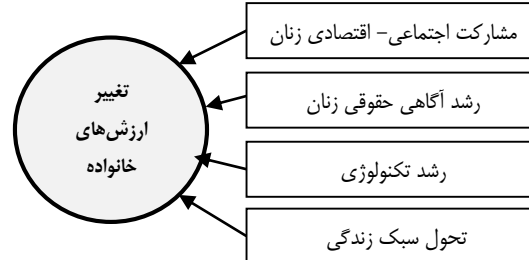 مشارکت اجتماعی- اقتصادی زنان
رشد آگاهی حقوقی زنان
رشد تکنولوژی
تحول سبک زندگی
تغییر
ارزش‌های
خانواده